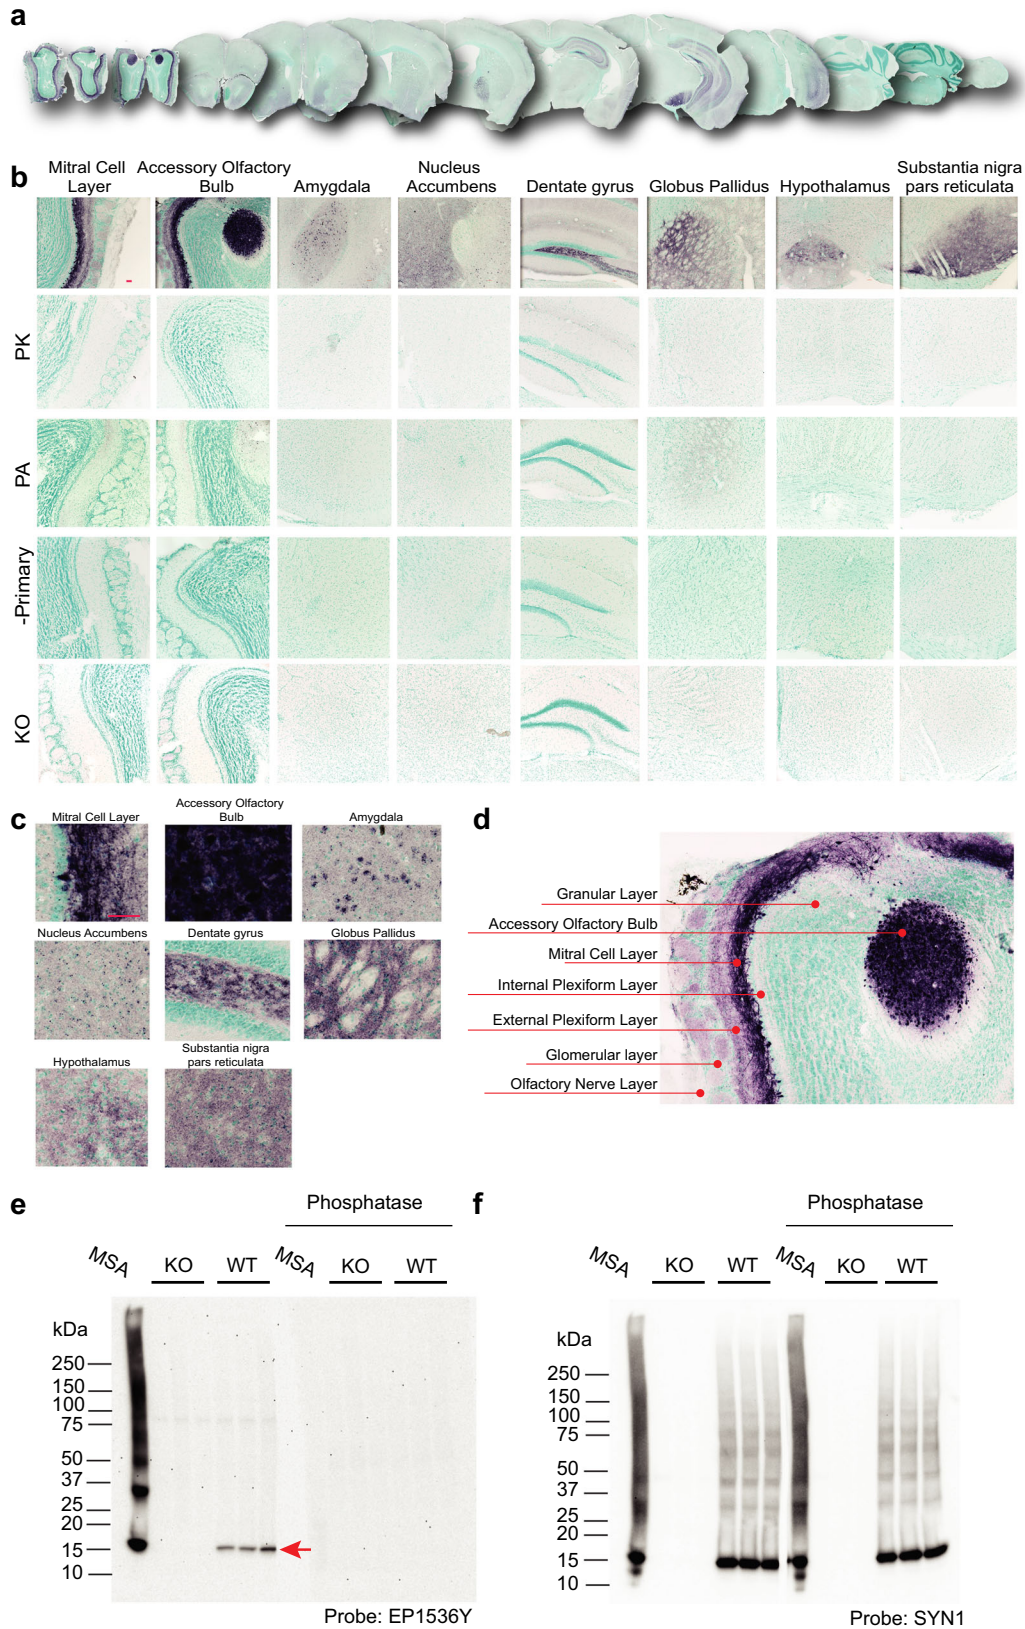 a
b
Mitral Cell
Layer
Accessory Olfactory
Bulb
Amygdala
Nucleus
Accumbens
Dentate gyrus
Globus Pallidus
Hypothalamus
Substantia nigra
pars reticulata
PK
PA
-Primary
KO
c
Mitral Cell Layer
Accessory Olfactory
Bulb
Amygdala
Nucleus Accumbens
Dentate gyrus
Globus Pallidus
Hypothalamus
Substantia nigra
pars reticulata
d
Granular Layer
Accessory Olfactory Bulb
Mitral Cell Layer
Internal Plexiform Layer
External Plexiform Layer
Glomerular layer
Olfactory Nerve Layer
e
Phosphatase
MSA
KO
WT
MSA
KO
WT
kDa
250
150
100
75
50
37
25
20
15
10
Probe: EP1536Y
f
Phosphatase
MSA
KO
WT
MSA
KO
WT
kDa
250
150
100
75
50
37
25
20
15
10
Probe: SYN1